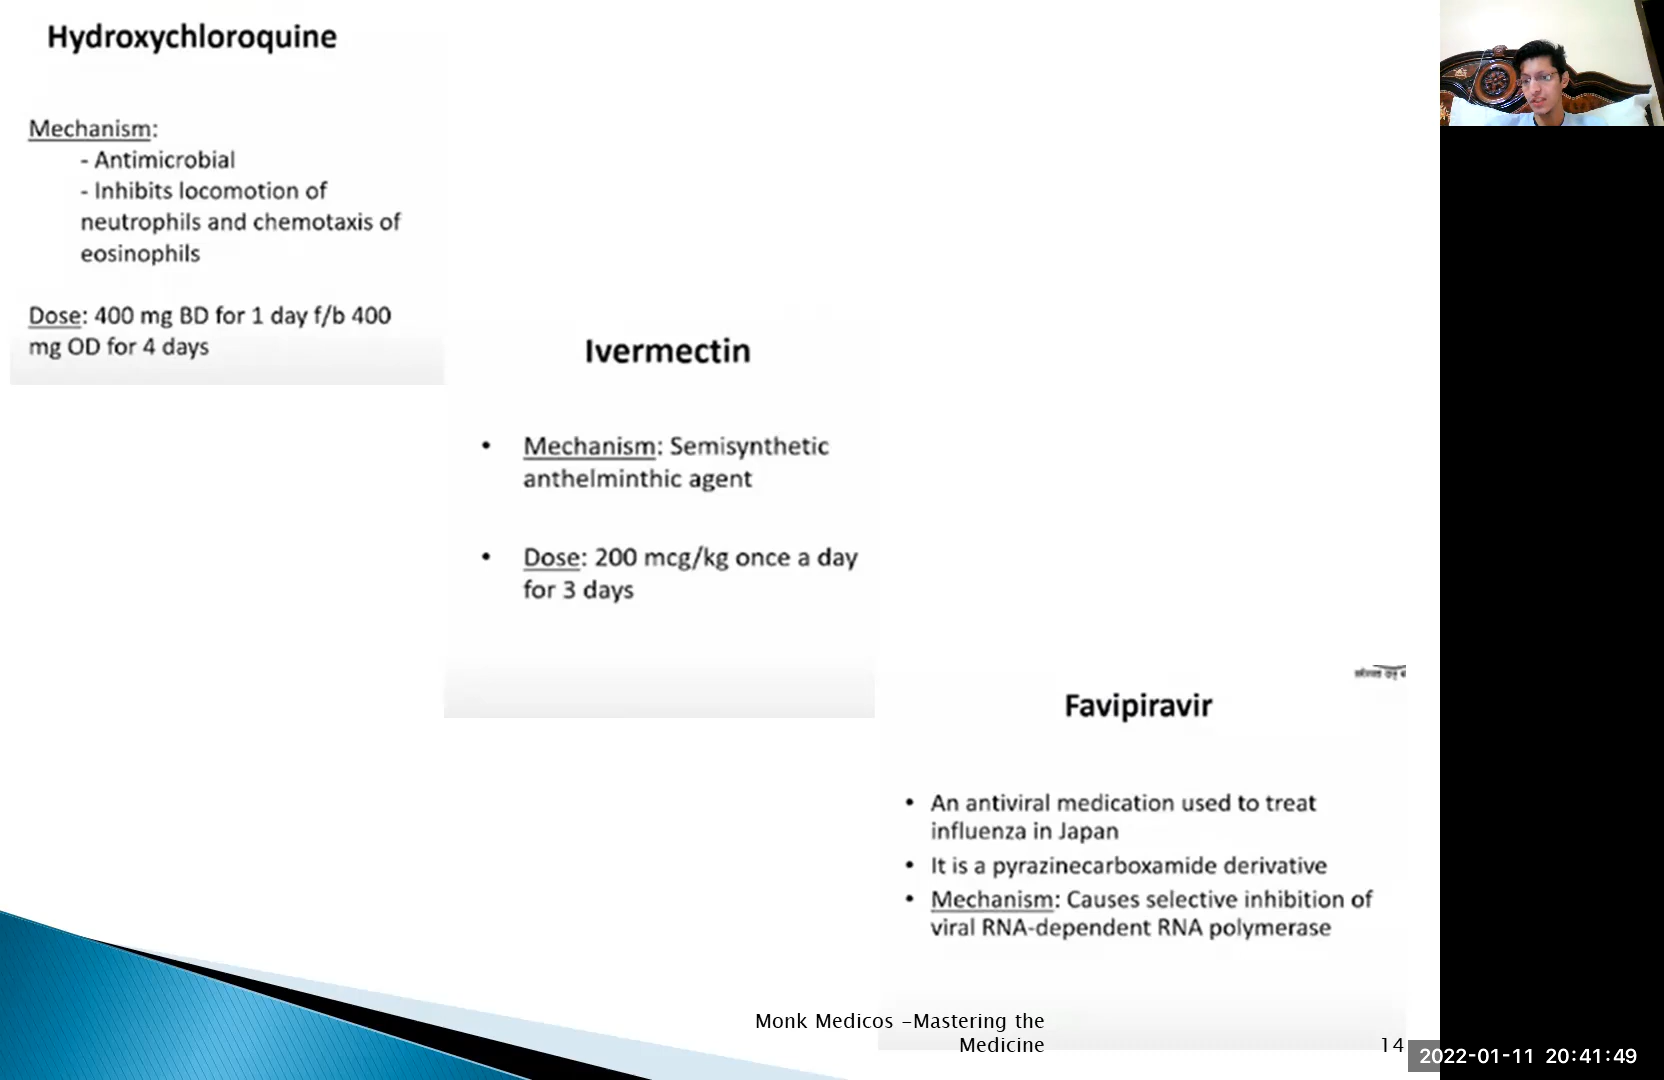 Hydroxychloroquine
Mechanism:
- Antimicrobial
- Inhibits locomotion of
neutrophils and chemotaxis of
eosinophils
Dose: 400 mg BD for 1 day f/b 400
mg OD for 4 days
Ivermectin
• Mechanism: Semisynthetic
anthelminthic agent
• Dose: 200 mcg/kg once a day
for 3 days
Favipiravir
• An antiviral medication used to treat
influenza in Japan
• It is a pyrazinecarboxamide derivative
• Mechanism: Causes selective inhibition of
viral RNA-dependent RNA polymerase
Monk Medicos -Mastering the
Medicine
14
2022-01-11 20:41:49